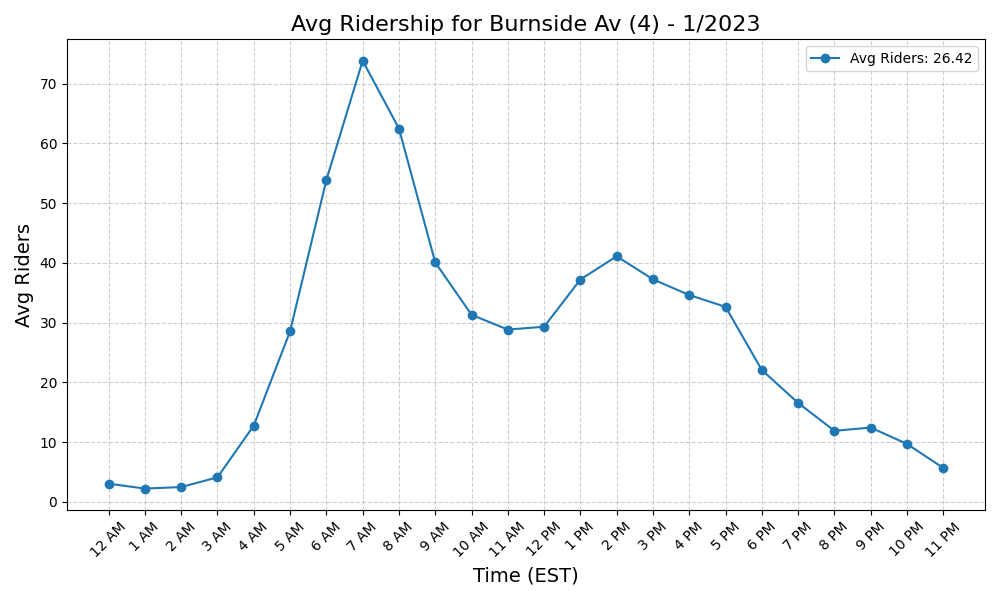 Avg Ridership for Burnside Av (4) - 1/2023
Avg Riders: 26.42
Avg Riders
70
60
50
40
30
20
10
0
12 AM
1 AM
2 AM
3 AM
4 AM
5 AM
6 AM
7 AM
8 AM
9 AM
10 AM
11 AM
12 PM
1 PM
2 PM
3 PM
4 PM
5 PM
6 PM
7 PM
8 PM
9 PM
10 PM
11 PM
Time (EST)